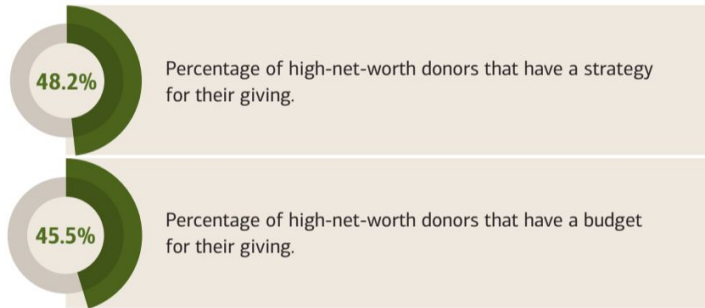 48.2%
Percentage of high-net-worth donors that have a strategy
for their giving.
45.5%
Percentage of high-net-worth donors that have a budget
for their giving.